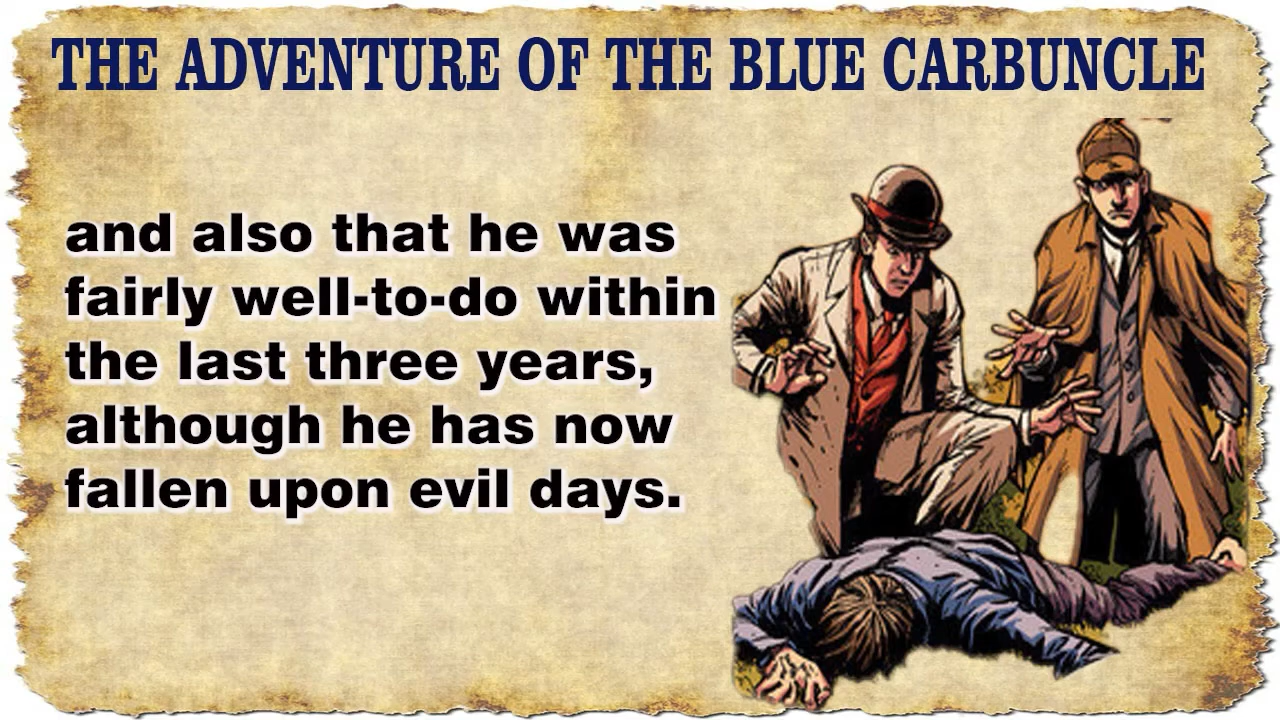 THE ADVENTURE OF THE BLUE CARBUNCLE
and also that he was
fairly well-to-do within
the last three years,
although he has now
fallen upon evil days.